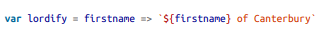 var lordify = firstname => `${firstname} of Canterbury`